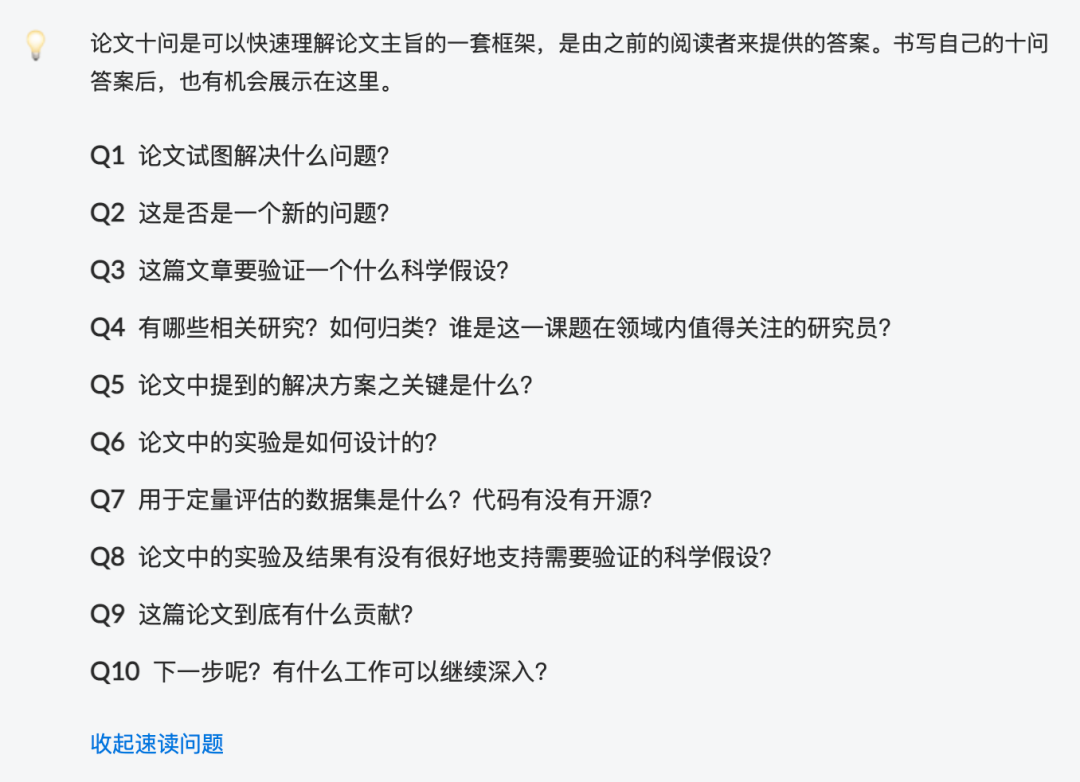 论文十问是可以快速理解论文主旨的一套框架，是由之前的阅读者来提供的答案。书写自己的十问
答案后，也有机会展示在这里。
Q1 论文试图解决什么问题？
Q2 这是否是一个新的问题？
Q3 这篇文章要验证一个什么科学假设？
Q4 有哪些相关研究？如何归类？谁是这一课题在领域内值得关注的研究员？
Q5 论文中提到的解决方案之关键是什么？
Q6 论文中的实验是如何设计的？
Q7 用于定量评估的数据集是什么？代码有没有开源？
Q8 论文中的实验及结果有没有很好地支持需要验证的科学假设？
Q9 这篇论文到底有什么贡献？
Q10 下一步呢？有什么工作可以继续深入？
收起速读问题